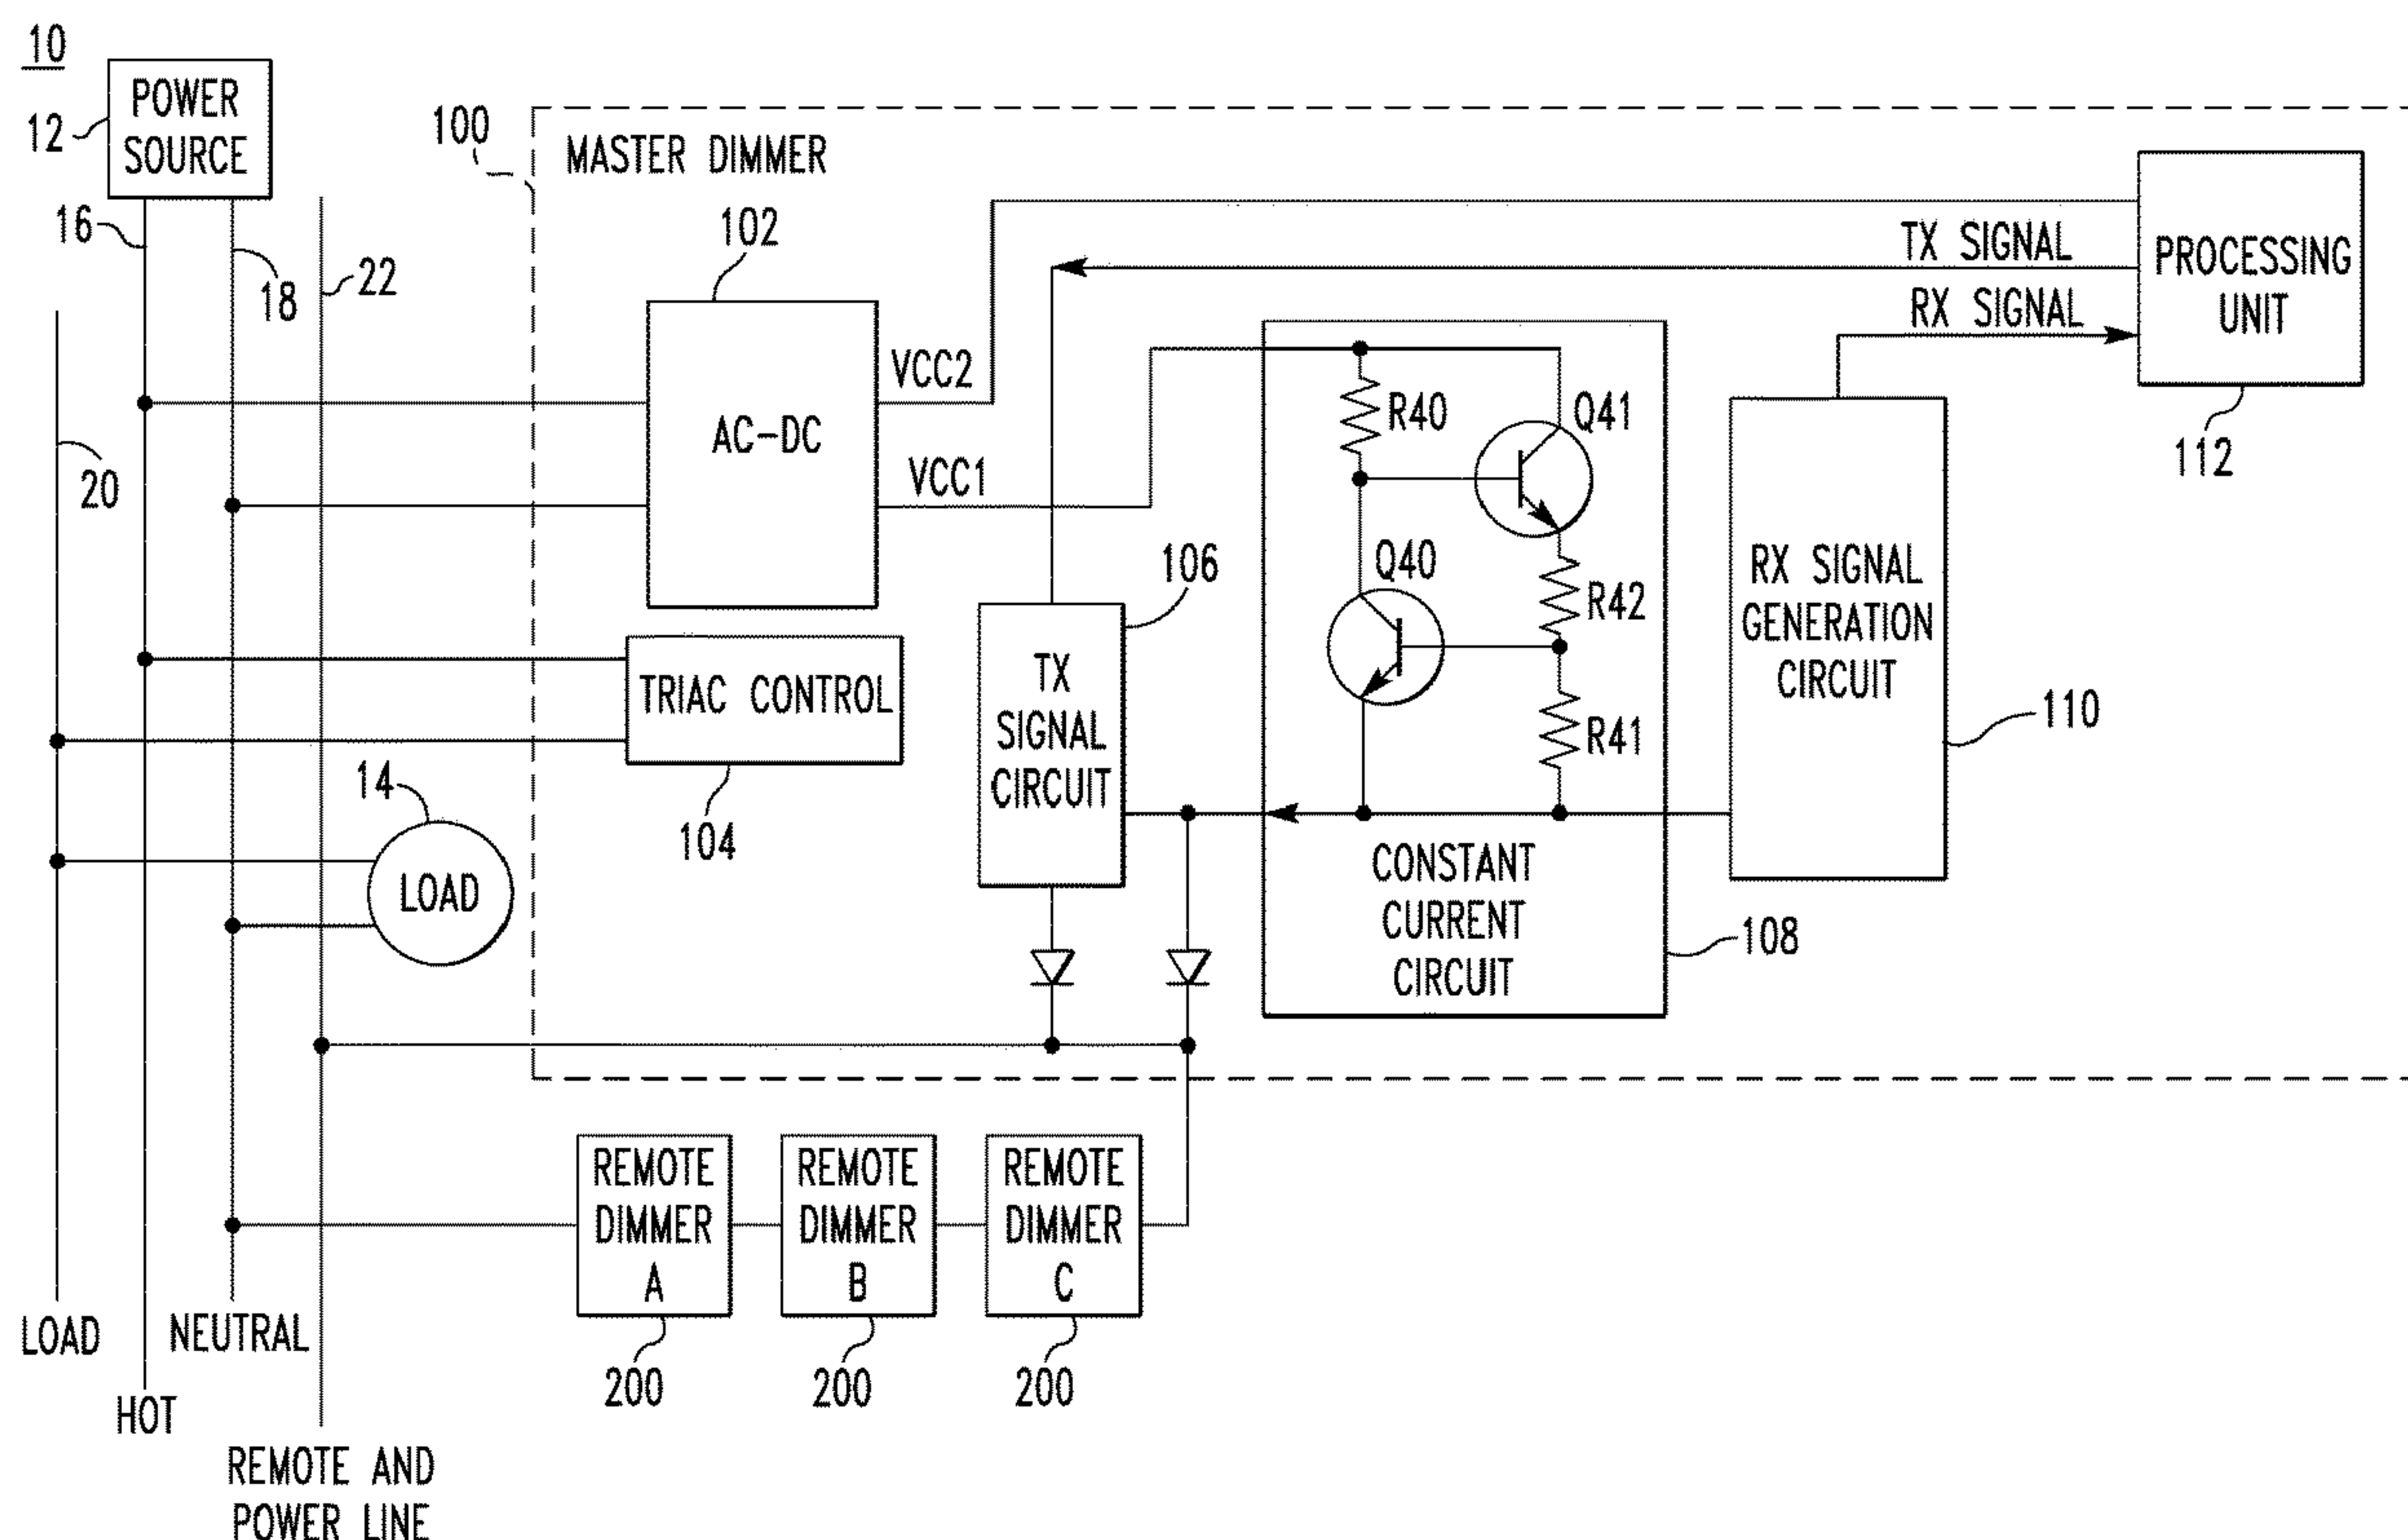 10
POWER
SOURCE
12
16
18
22
20
100
MASTER DIMMER
102
AC-DC
VCC2
VCC1
TX SIGNAL
RX SIGNAL
PROCESSING
UNIT
112
R40
Q41
Q40
R42
R41
106
TX
SIGNAL
CIRCUIT
RX SIGNAL
GENERATION
CIRCUIT
110
TRIAC CONTROL
104
14
LOAD
CONSTANT
CURRENT
CIRCUIT
108
REMOTE
DIMMER
A
REMOTE
DIMMER
B
REMOTE
DIMMER
C
200
200
200
LOAD
NEUTRAL
HOT
REMOTE AND
POWER LINE